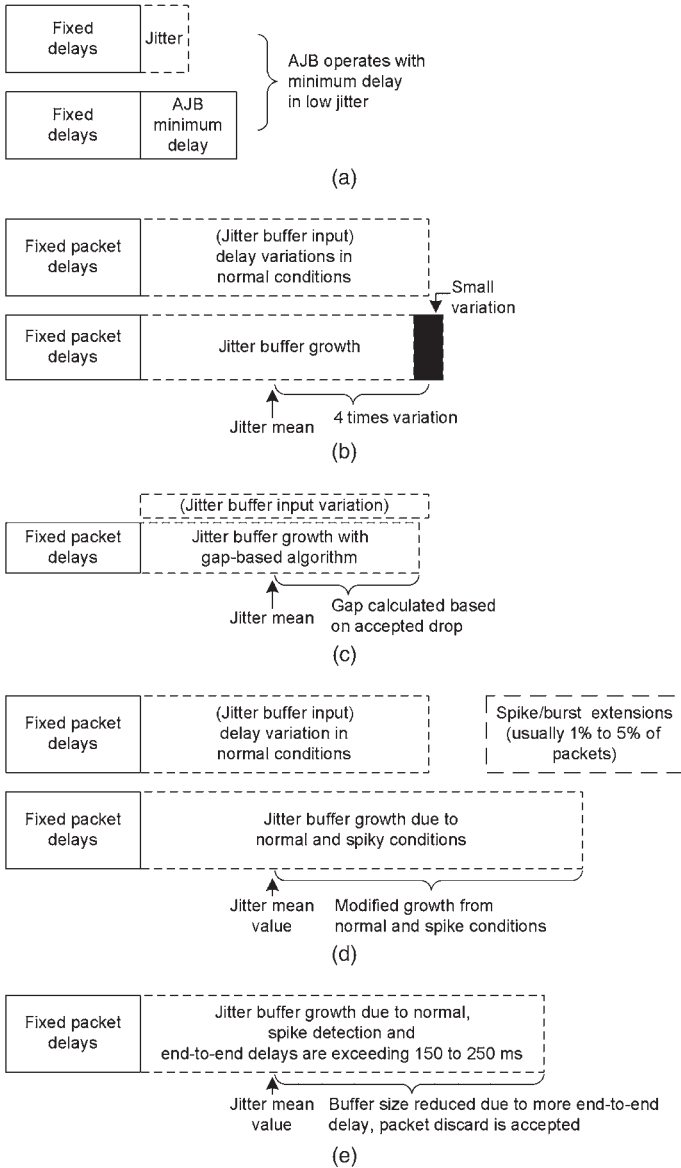 Fixed
delays
Jitter
AJB operates with
minimum delay
in low jitter
Fixed
delays
AJB
minimum
delay
(a)
Fixed packet
delays
(Jitter buffer input)
delay variations in
normal conditions
Small
variation
Fixed packet
delays
Jitter buffer growth
Jitter mean
4 times variation
(b)
(Jitter buffer input variation)
Fixed packet
delays
Jitter buffer growth with
gap-based algorithm
Jitter mean
Gap calculated based
on accepted drop
(c)
Fixed packet
delays
(Jitter buffer input)
delay variation in
normal conditions
Spike/burst extensions
(usually 1% to 5% of
packets)
Fixed packet
delays
Jitter buffer growth due to
normal and spiky conditions
Jitter mean
value
Modified growth from
normal and spike conditions
(d)
Fixed packet
delays
Jitter buffer growth due to normal,
spike detection and
end-to-end delays are exceeding 150 to 250 ms
Jitter mean
value
Buffer size reduced due to more end-to-end
delay, packet discard is accepted
(e)